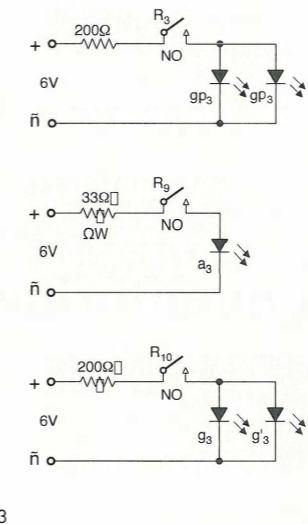 200Ω R₃
+
NO
6V gp₃ gp₃
ñ
33Ω▯ R₉
+
ΩW NO
6V a₃
ñ
200Ω▯ R₁₀
+
NO
6V g₃ g'₃
ñ
3